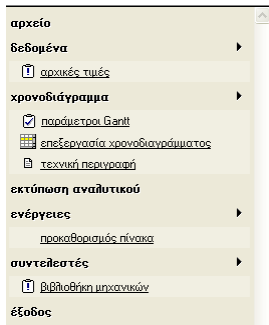 αρχείο
δεδομένα
αρχικές τιμές
χρονοδιάγραμμα
παράμετροι Gantt
επεξεργασία χρονοδιαγράμματος
τεχνική περιγραφή
εκτύπωση αναλυτικού
ενέργειες
προκαθορισμός πίνακα
συντελεστές
βιβλιοθήκη μηχανικών
έξοδος